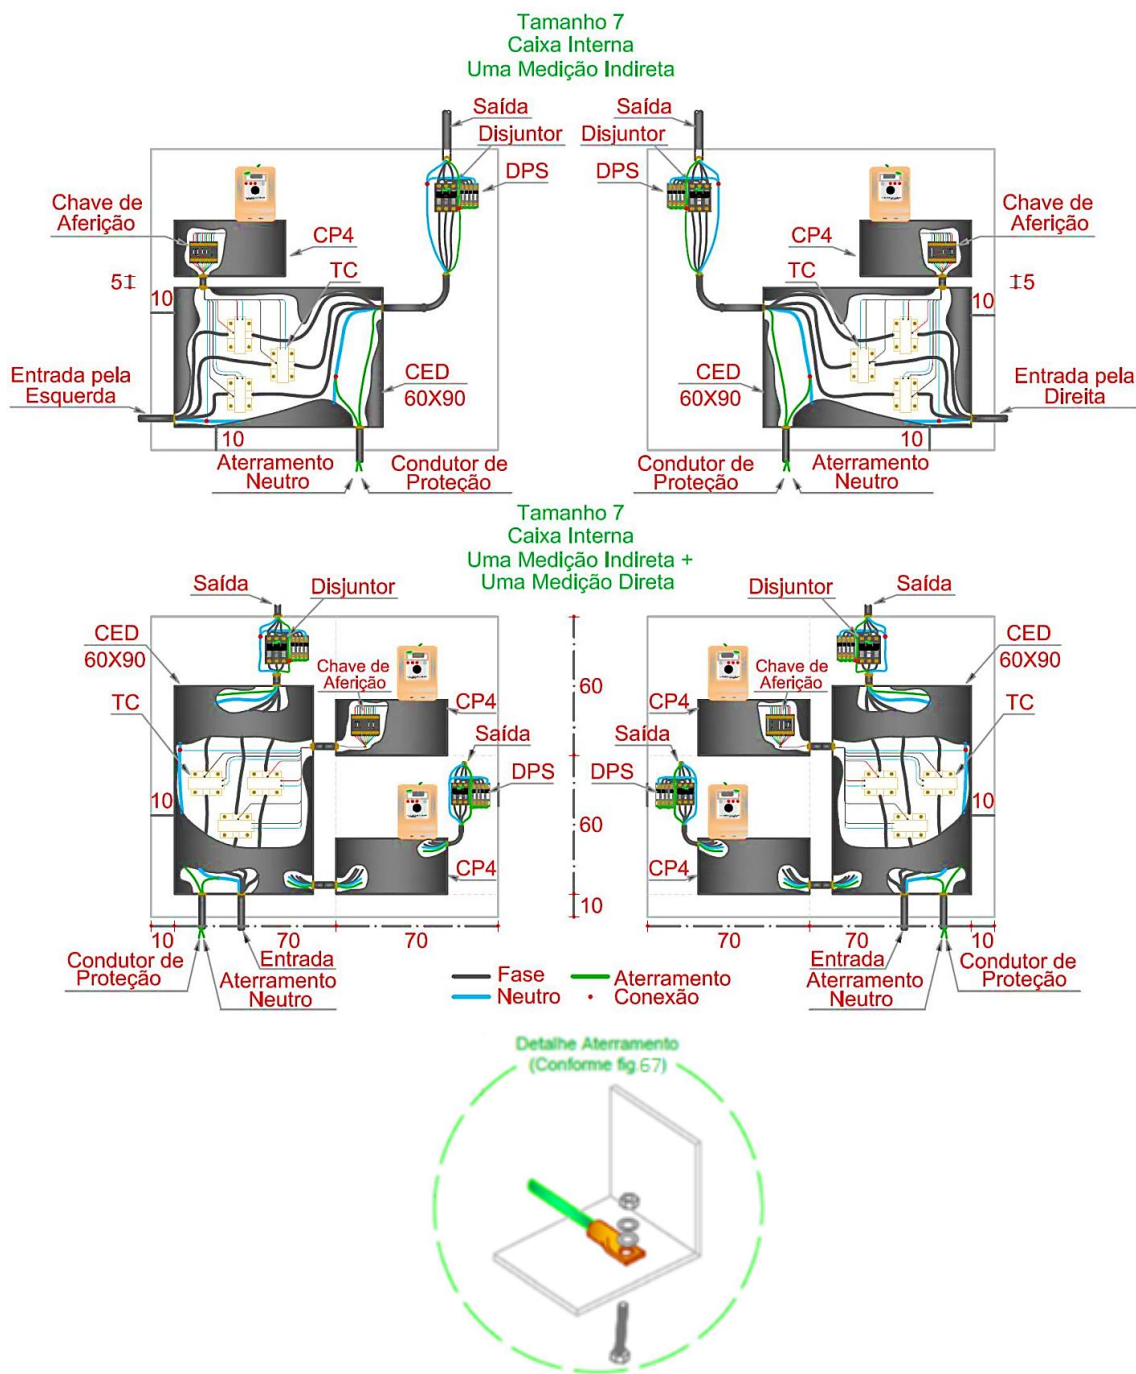 Tamanho 7
Caixa Interna
Uma Medição Indireta
Saída
Disjuntor
DPS
Chave de
Aferição
CP4
TC
5
10
Entrada pela
Esquerda
CED
60X90
10
Aterramento
Neutro
Condutor de
Proteção
Saída
Disjuntor
DPS
Chave de
Aferição
CP4
TC
5
10
CED
60X90
Entrada pela
Direita
10
Condutor de
Proteção
Aterramento
Neutro
Tamanho 7
Caixa Interna
Uma Medição Indireta +
Uma Medição Direta
Saída
Disjuntor
CED
60X90
Chave de
Aferição
CP4
TC
Saída
DPS
10
CP4
10
70
70
Condutor de
Proteção
Entrada
Aterramento
Neutro
60
60
10
Disjuntor
Saída
CED
60X90
Chave de
Aferição
CP4
TC
Saída
DPS
10
CP4
70
70
10
Entrada
Aterramento
Neutro
Condutor de
Proteção
Fase
Aterramento
Neutro
Conexão
Detalhe Aterramento
(Conforme fig.67)